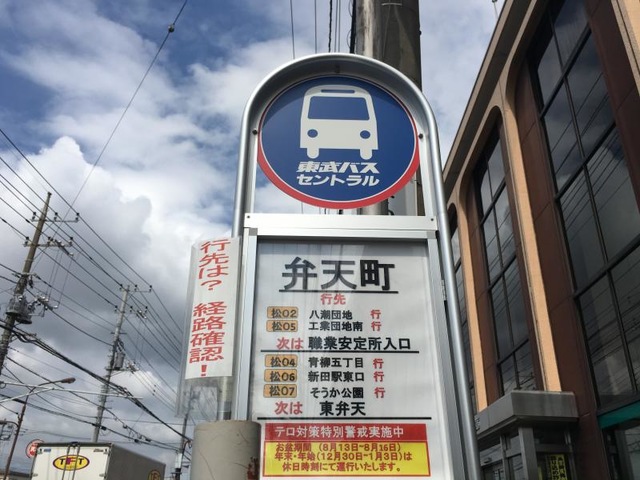 東武バス
セントラル
行先は? 経路確認!
弁天町
行先
松02 八潮団地 行
松05 工業団地南 行
次は 職業安定所入口
松04 青柳五丁目 行
松06 新田駅東口 行
松07 そうか公園 行
次は 東弁天
テロ対策特別警戒実施中
お盆期間 (8月13日~8月16日)
年末・年始(12月30日~1月3日)は
休日時刻にて運行いたします。
TFT